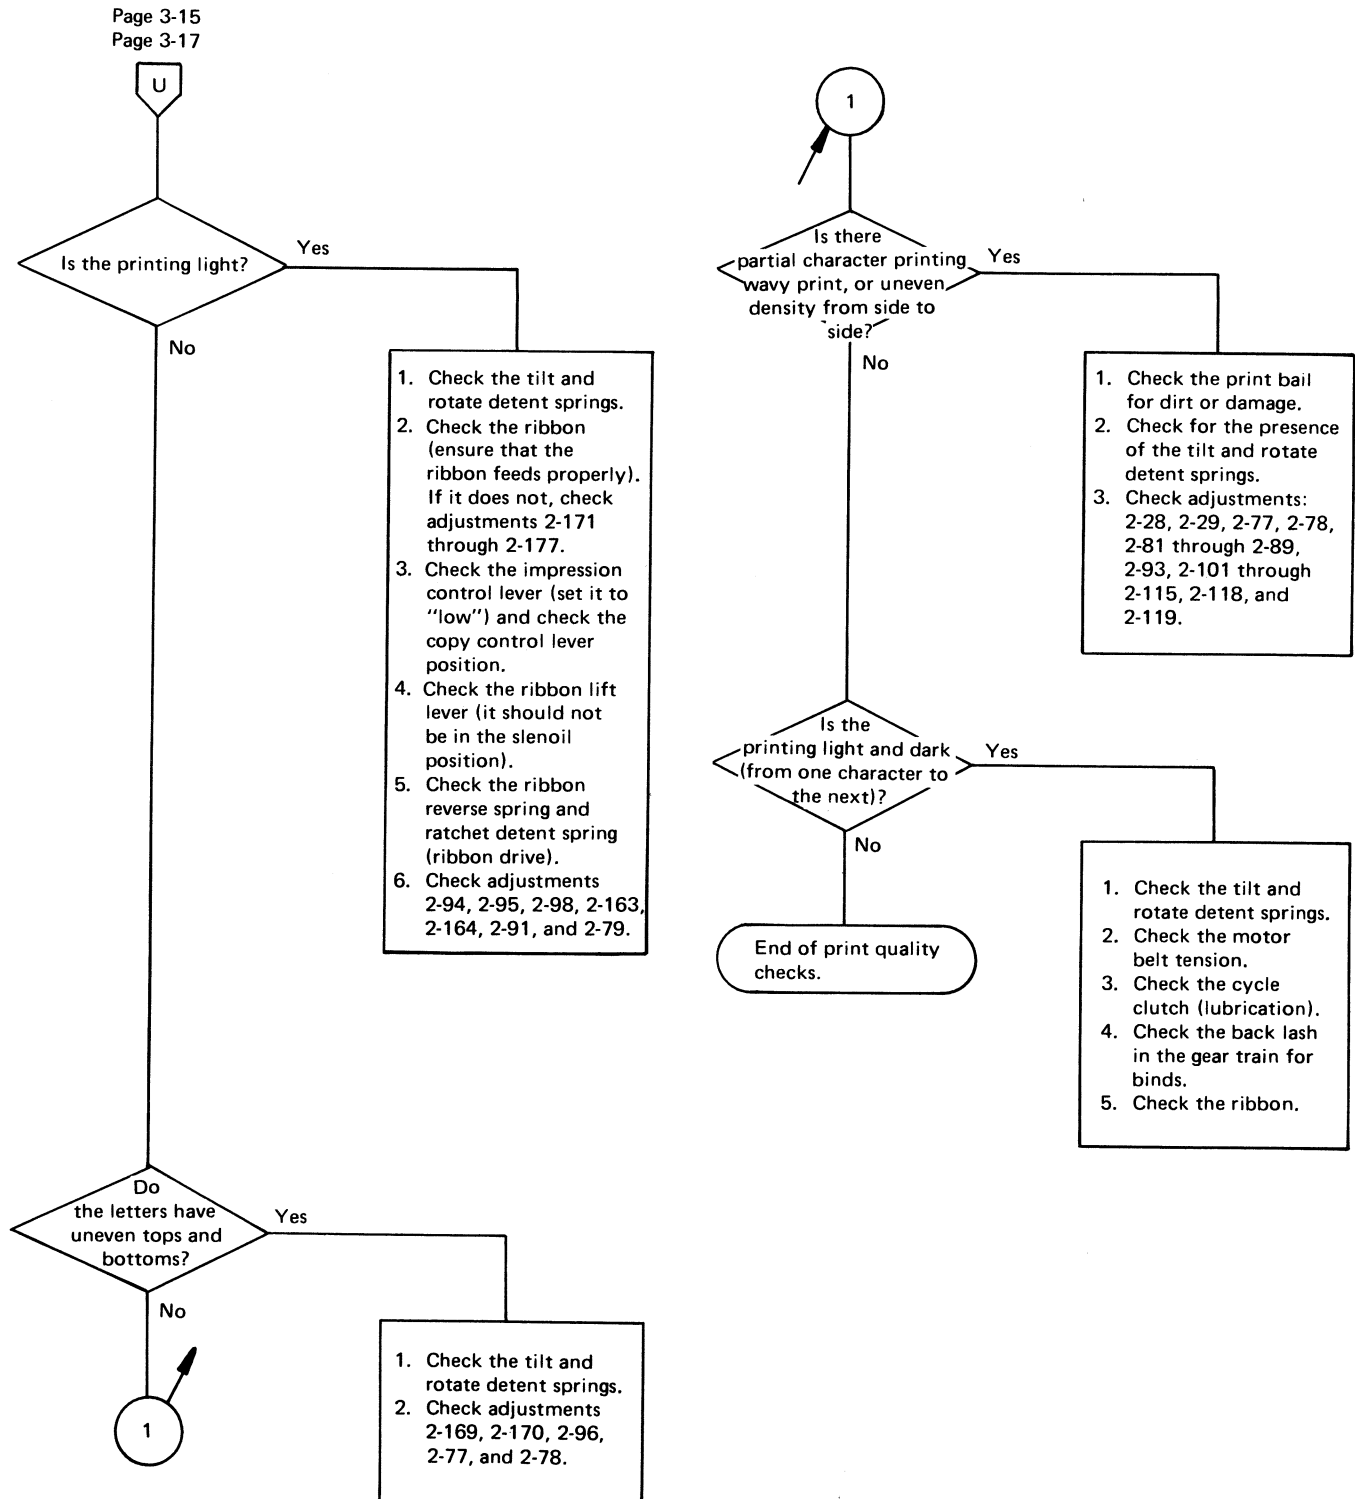 Page 3-15
Page 3-17
U
Is the printing light?
Yes
No
1. Check the tilt and
rotate detent springs.
2. Check the ribbon
(ensure that the
ribbon feeds properly).
If it does not, check
adjustments 2-171
through 2-177.
3. Check the impression
control lever (set it to
"low") and check the
copy control lever
position.
4. Check the ribbon lift
lever (it should not
be in the slenoil
position).
5. Check the ribbon
reverse spring and
ratchet detent spring
(ribbon drive).
6. Check adjustments
2-94, 2-95, 2-98, 2-163,
2-164, 2-91, and 2-79.
Do
the letters have
uneven tops and
bottoms?
Yes
No
1
1. Check the tilt and
rotate detent springs.
2. Check adjustments
2-169, 2-170, 2-96,
2-77, and 2-78.
1
Is there
partial character printing
wavy print, or uneven
density from side to
side?
Yes
No
1. Check the print bail
for dirt or damage.
2. Check for the presence
of the tilt and rotate
detent springs.
3. Check adjustments:
2-28, 2-29, 2-77, 2-78,
2-81 through 2-89,
2-93, 2-101 through
2-115, 2-118, and
2-119.
Is the
printing light and dark
(from one character to
the next)?
Yes
No
1. Check the tilt and
rotate detent springs.
2. Check the motor
belt tension.
3. Check the cycle
clutch (lubrication).
4. Check the back lash
in the gear train for
binds.
5. Check the ribbon.
End of print quality
checks.